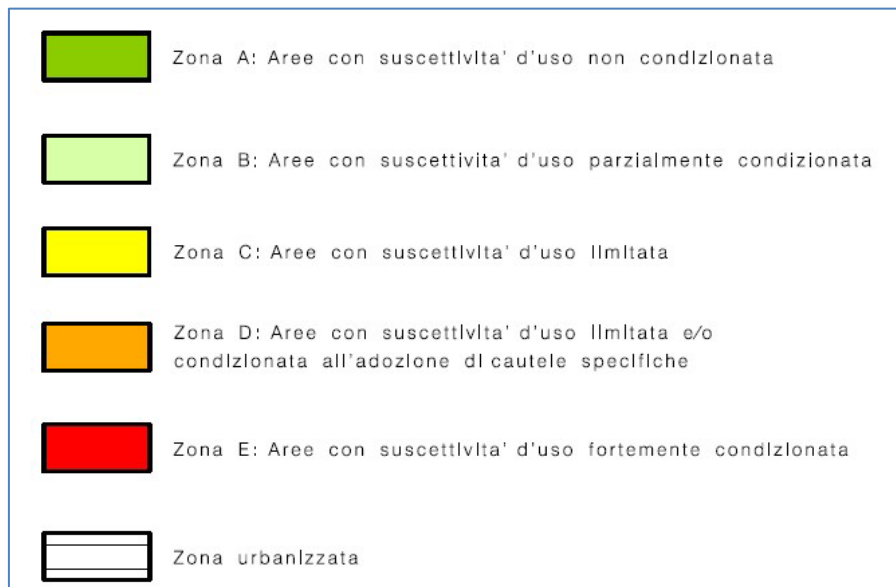 Zona A: Aree con suscettività' d'uso non condizionata
Zona B: Aree con suscettivita' d'uso parzialmente condizionata
Zona C: Aree con suscettivita' d'uso limitata
Zona D: Aree con suscettivita' d'uso limitata e/o
condizionata all'adozione di cautele specifiche
Zona E: Aree con suscettivita' d'uso fortemente condizionata
Zona urbanizzata